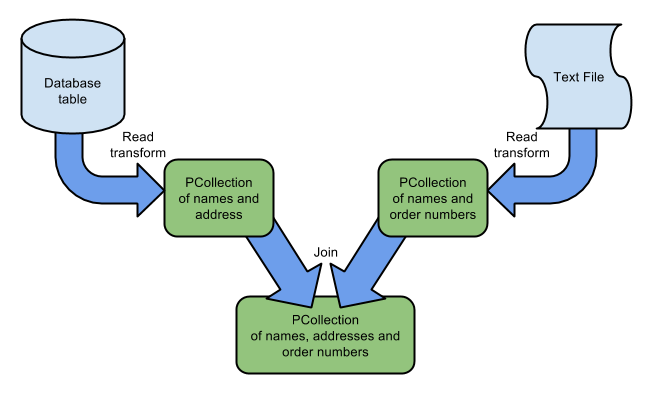 Database
table
Text File
Read
transform
Read
transform
PCollection
of names and
address
PCollection
of names and
order numbers
Join
PCollection
of names, addresses and
order numbers